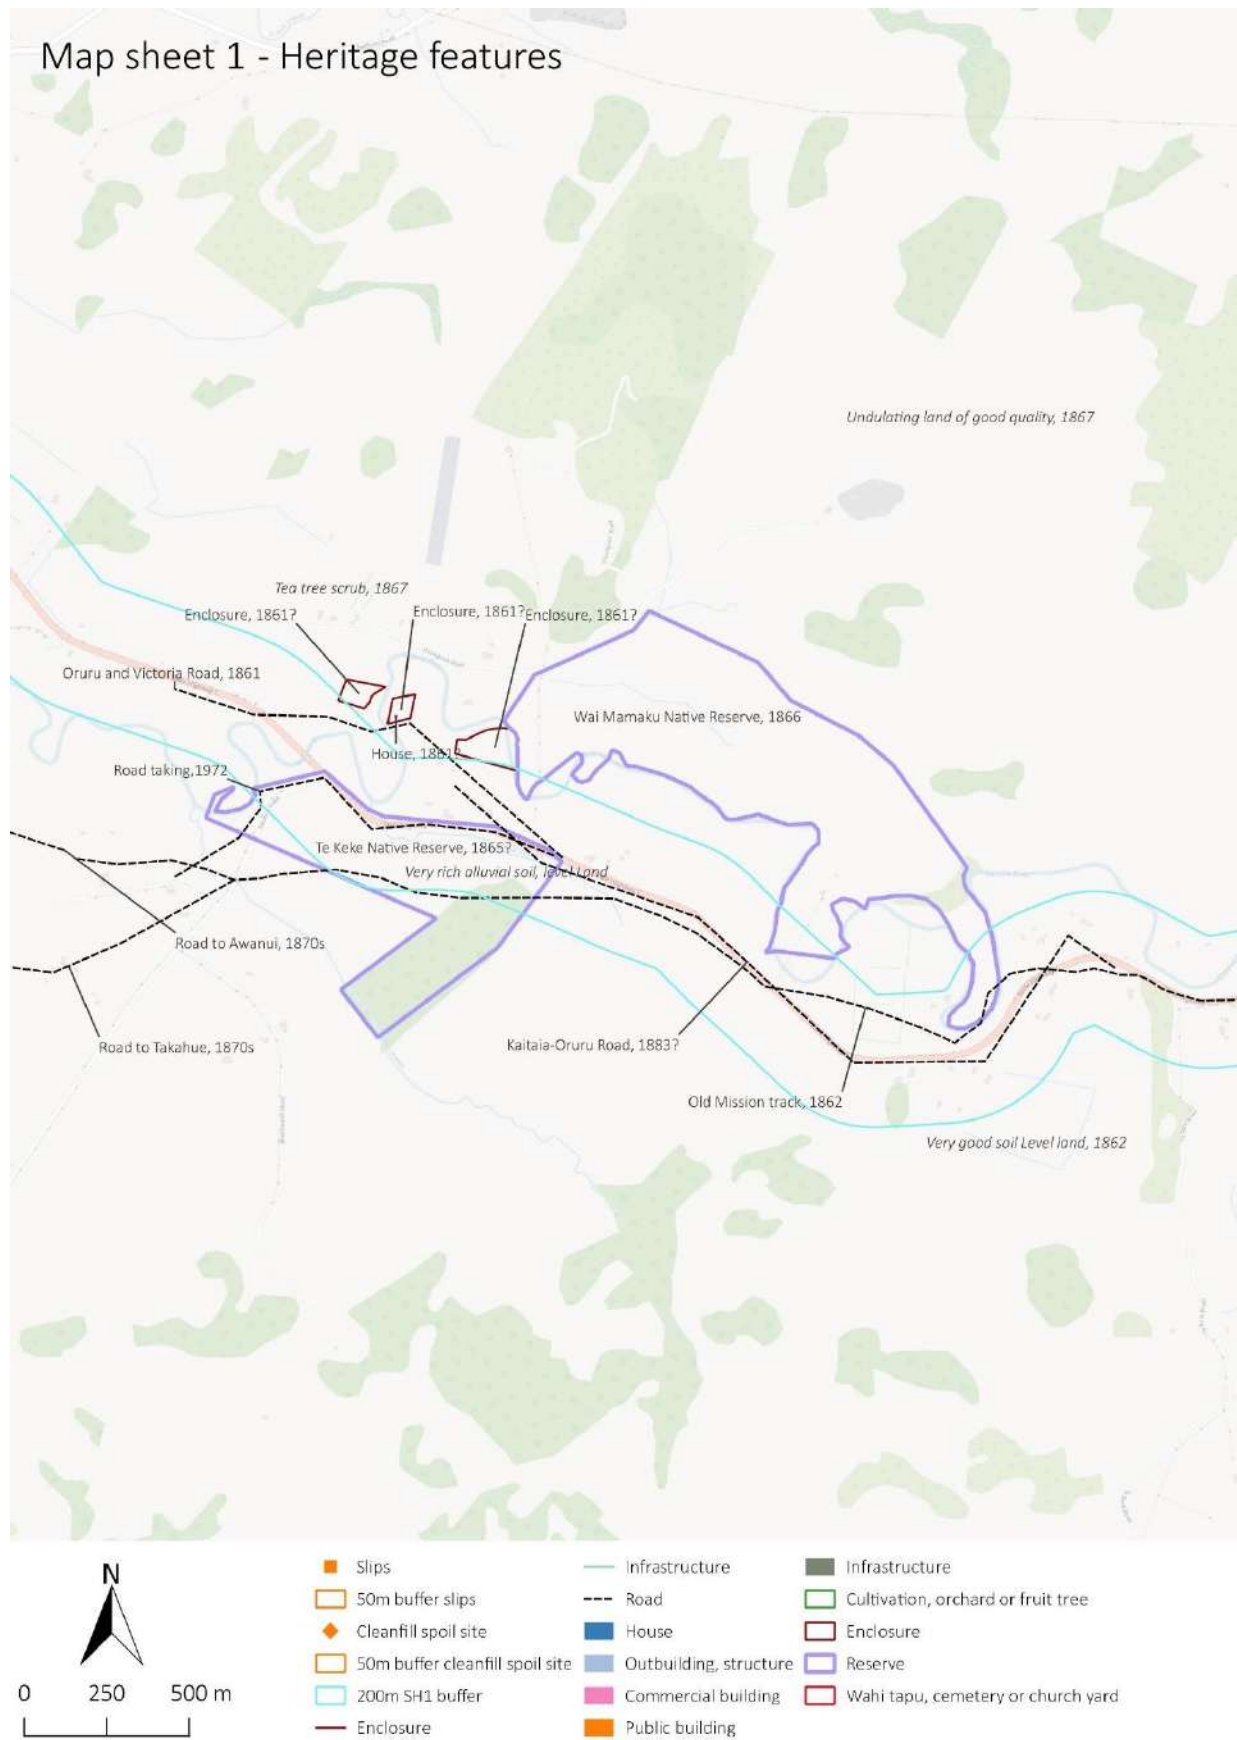 Map sheet 1 - Heritage features
Undulating land of good quality, 1867
Tea tree scrub, 1867
Enclosure, 1861?
Enclosure, 1861?
Enclosure, 1861?
Oruru and Victoria Road, 1861
Wai Mamaku Native Reserve, 1866
House, 1861?
Road taking,1972
Te Keke Native Reserve, 1865?
Very rich alluvial soil, level Land
Road to Awanui, 1870s
Road to Takahue, 1870s
Kaitaia-Oruru Road, 1883?
Old Mission track, 1862
Very good soil Level land, 1862
N
0 250 500 m
Slips
50m buffer slips
Cleanfill spoil site
50m buffer cleanfill spoil site
200m SH1 buffer
Enclosure
Infrastructure
Road
House
Outbuilding, structure
Commercial building
Public building
Infrastructure
Cultivation, orchard or fruit tree
Enclosure
Reserve
Wahi tapu, cemetery or church yard